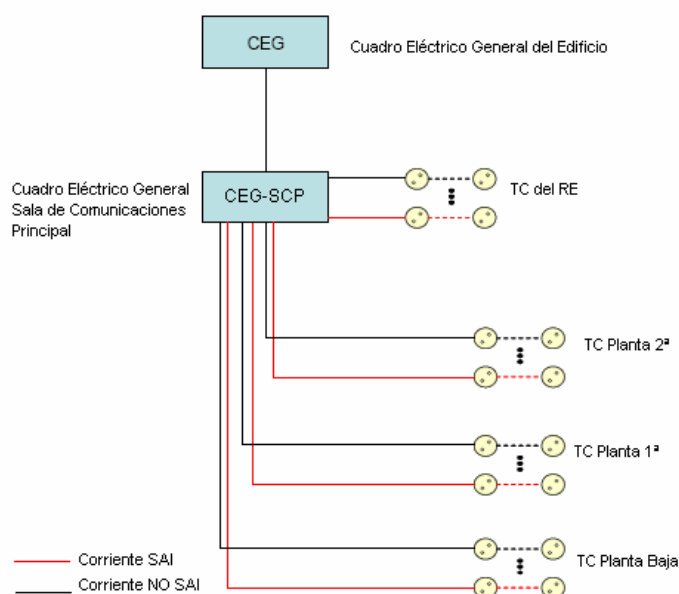 CEG
Cuadro Eléctrico General del Edificio
Cuadro Eléctrico General
Sala de Comunicaciones
Principal
CEG-SCP
TC del RE
TC Planta 2ª
TC Planta 1ª
TC Planta Baja
Corriente SAI
Corriente NO SAI